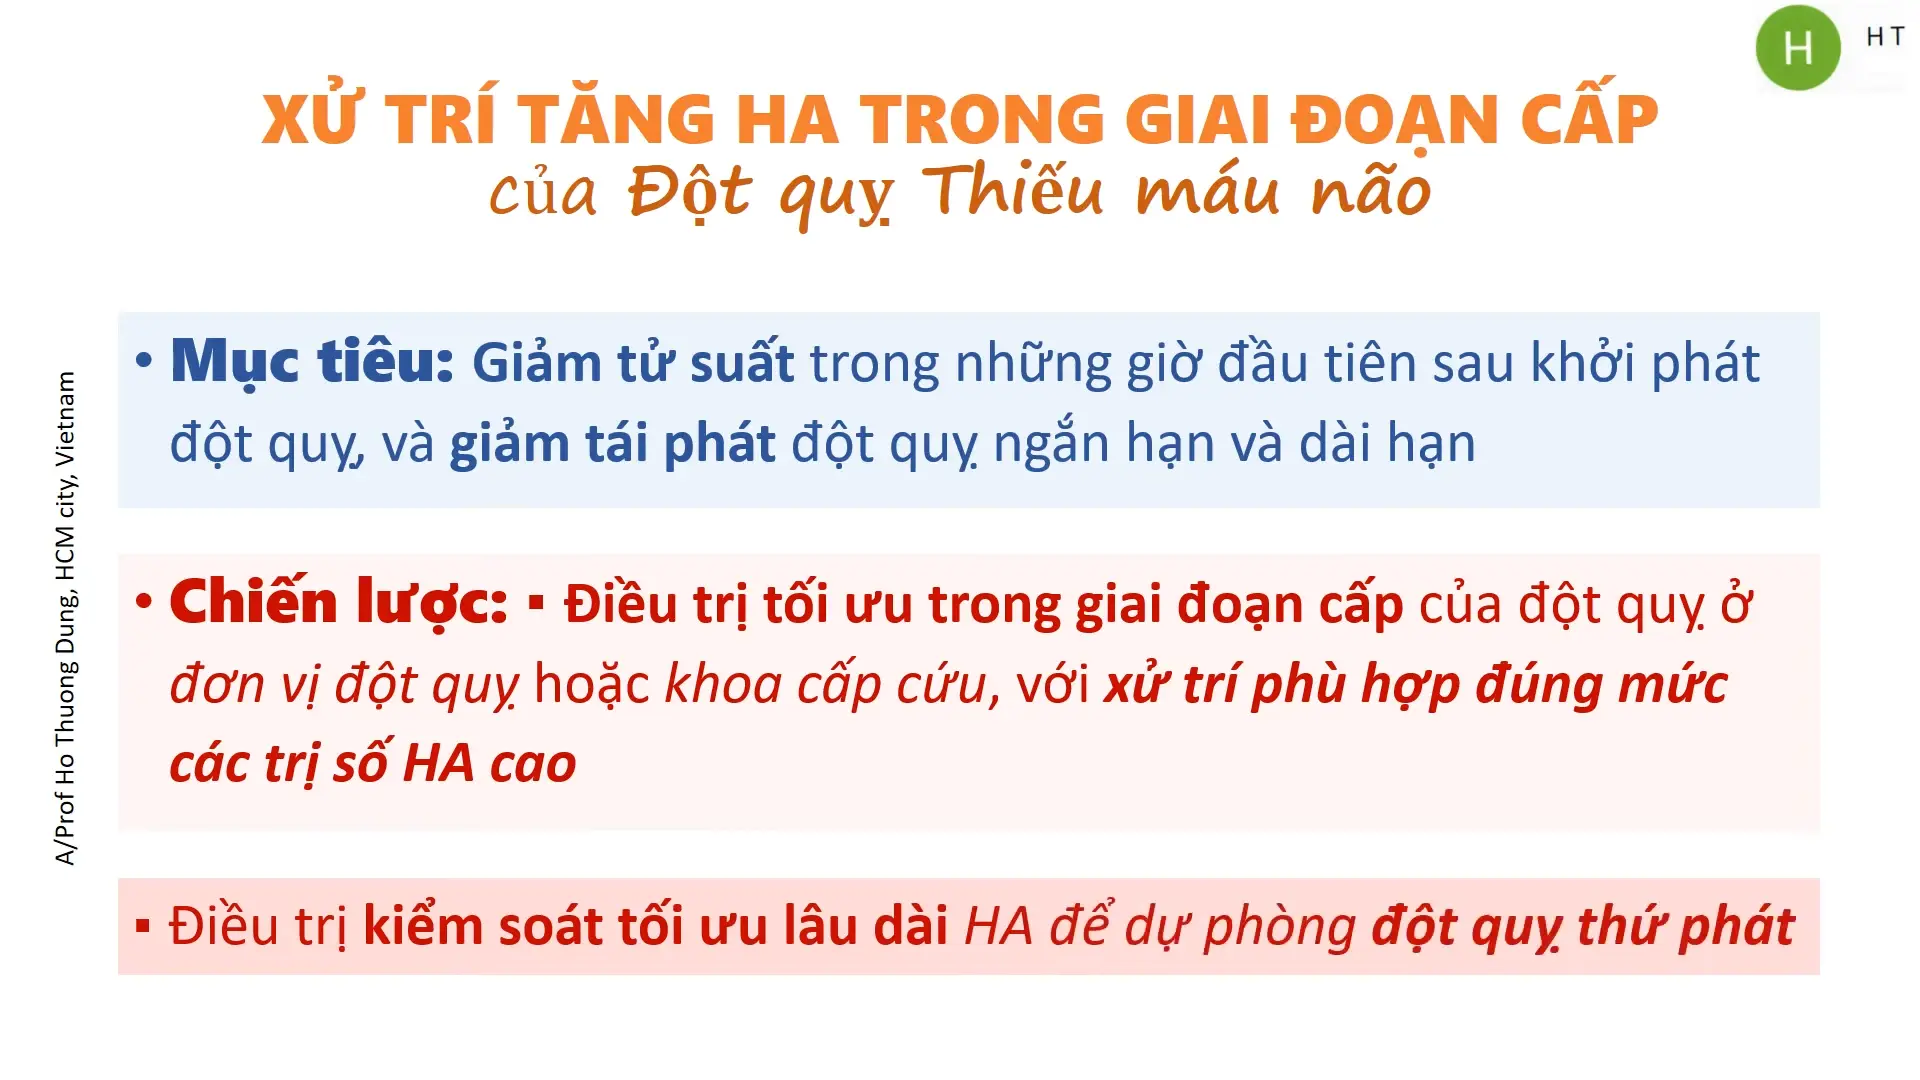 H
H T
XỬ TRÍ TĂNG HA TRONG GIAI ĐOẠN CẤP
của Đột quỵ Thiếu máu não
• Mục tiêu: Giảm tử suất trong những giờ đầu tiên sau khởi phát
đột quỵ, và giảm tái phát đột quỵ ngắn hạn và dài hạn
• Chiến lược: ▪ Điều trị tối ưu trong giai đoạn cấp của đột quỵ ở
đơn vị đột quỵ hoặc khoa cấp cứu, với xử trí phù hợp đúng mức
các trị số HA cao
▪ Điều trị kiểm soát tối ưu lâu dài HA để dự phòng đột quỵ thứ phát
A/Prof Ho Thuong Dung, HCM city, Vietnam